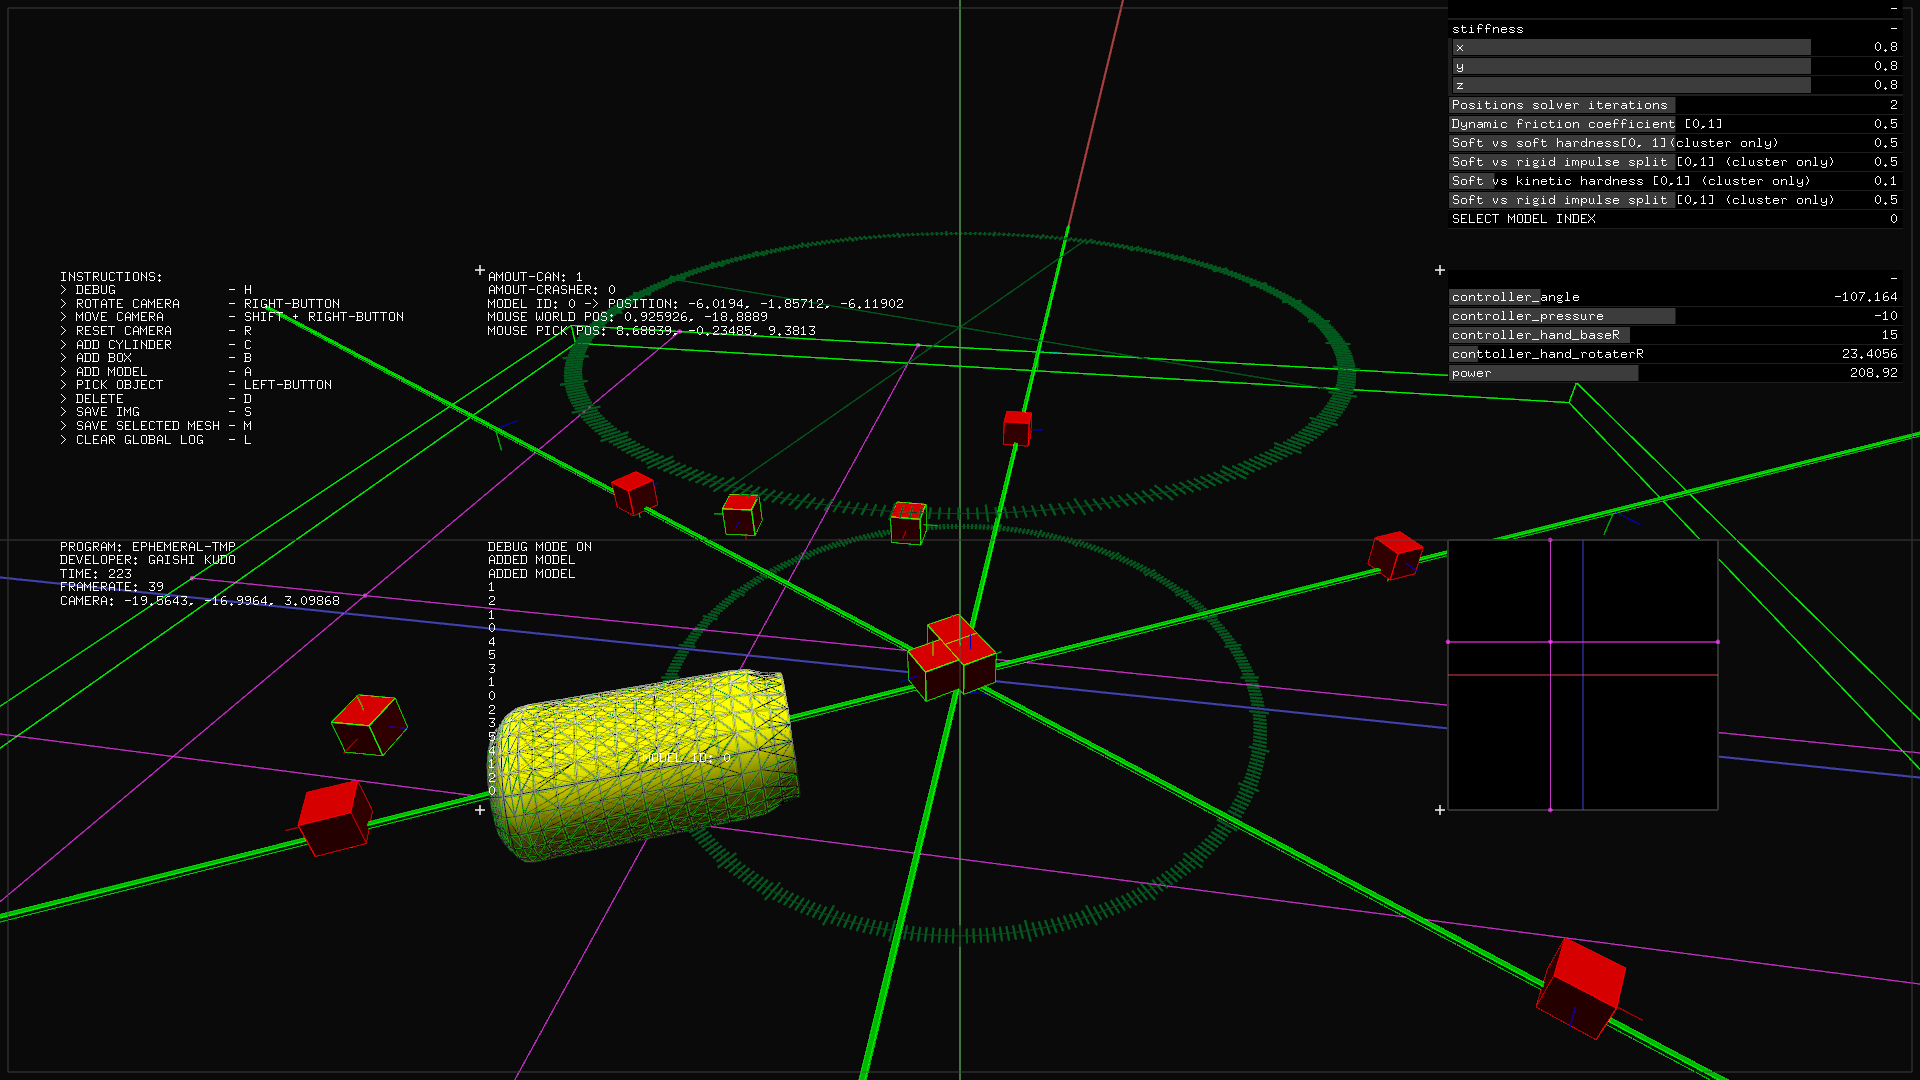 -
stiffness -
x 0.8
y 0.8
z 0.8
Positions solver iterations 2
Dynamic friction coefficient [0,1] 0.5
Soft vs soft hardness[0, 1](cluster only) 0.5
Soft vs rigid impulse split [0,1] (cluster only) 0.5
Soft vs kinetic hardness [0,1] (cluster only) 0.1
Soft vs rigid impulse split [0,1] (cluster only) 0.5
SELECT MODEL INDEX 0
INSTRUCTIONS:
> DEBUG - H
> ROTATE CAMERA - RIGHT-BUTTON
> MOVE CAMERA - SHIFT + RIGHT-BUTTON
> RESET CAMERA - R
> ADD CYLINDER - C
> ADD BOX - B
> ADD MODEL - A
> PICK OBJECT - LEFT-BUTTON
> DELETE - D
> SAVE IMG - S
> SAVE SELECTED MESH - M
> CLEAR GLOBAL LOG - L
AMOUT-CAN: 1
AMOUT-CRASHER: 0
MODEL ID: 0 -> POSITION: -6.0194, -1.85712, -6.11902
MOUSE WORLD POS: 0.925926, -18.8889
MOUSE PICK POS: 8.68839, -0.23485, 9.3813
-
controller_angle -107.164
controller_pressure -10
controller_hand_baseR 15
conttoller_hand_rotaterR 23.4056
power 208.92
PROGRAM: EPHEMERAL-TMP
DEVELOPER: GAISHI KUDO
TIME: 223
FRAMERATE: 39
CAMERA: -19.5643, -16.9964, 3.09868
DEBUG MODE ON
ADDED MODEL
ADDED MODEL
1
2
1
0
4
5
3
1
0
2
3
5
4
1
2
0
MODEL ID: 0